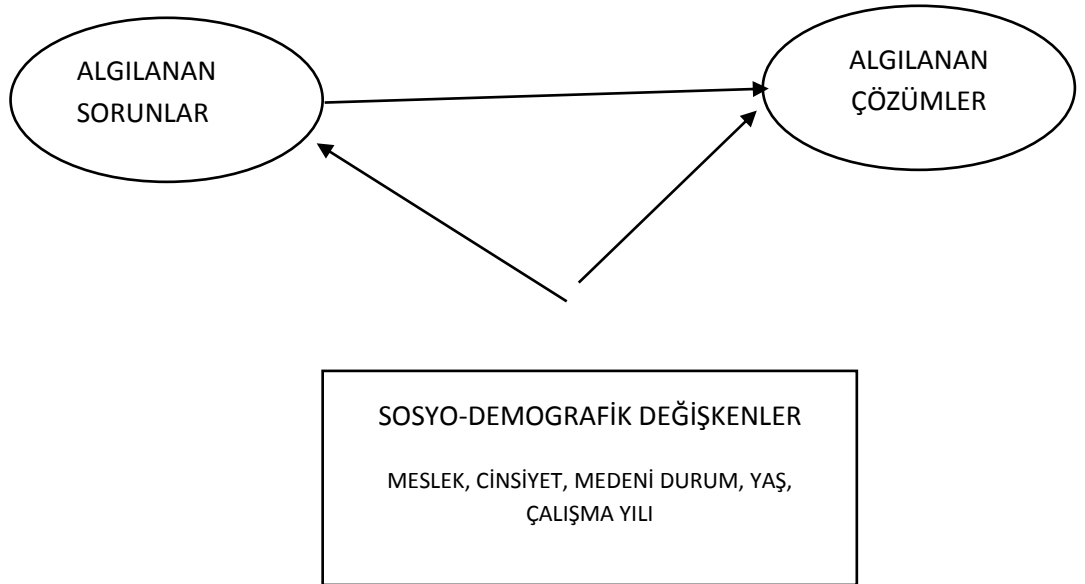 ALGILANAN
SORUNLAR
ALGILANAN
ÇÖZÜMLER
SOSYO-DEMOGRAFİK DEĞİŞKENLER
MESLEK, CİNSİYET, MEDENİ DURUM, YAŞ,
ÇALIŞMA YILI